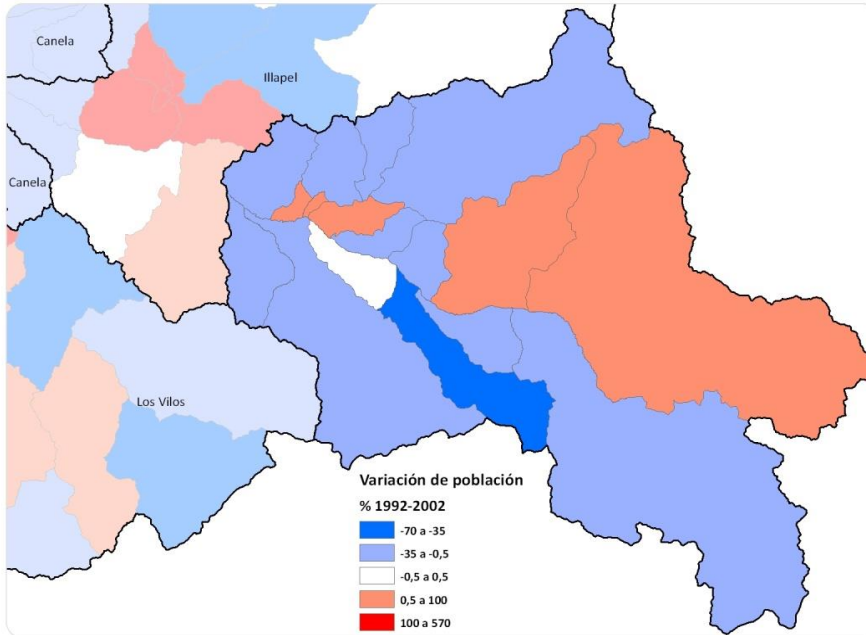 Canela
Illapel
Canela
Los Vilos
Variación de población
% 1992-2002
-70 a -35
-35 a -0,5
-0,5 a 0,5
0,5 a 100
100 a 570